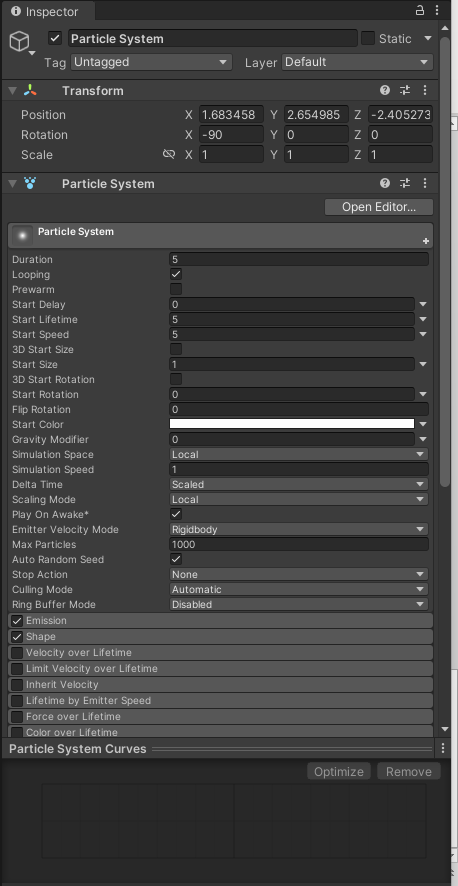 Inspector
Particle System Static
Tag Untagged Layer Default
Transform
Position X 1.683458 Y 2.654985 Z -2.405273
Rotation X -90 Y 0 Z 0
Scale X 1 Y 1 Z 1
Particle System
Open Editor...
Particle System
Duration 5
Looping
Prewarm
Start Delay 0
Start Lifetime 5
Start Speed 5
3D Start Size
Start Size 1
3D Start Rotation
Start Rotation 0
Flip Rotation 0
Start Color
Gravity Modifier 0
Simulation Space Local
Simulation Speed 1
Delta Time Scaled
Scaling Mode Local
Play On Awake*
Emitter Velocity Mode Rigidbody
Max Particles 1000
Auto Random Seed
Stop Action None
Culling Mode Automatic
Ring Buffer Mode Disabled
Emission
Shape
Velocity over Lifetime
Limit Velocity over Lifetime
Inherit Velocity
Lifetime by Emitter Speed
Force over Lifetime
Color over Lifetime
Particle System Curves
Optimize Remove